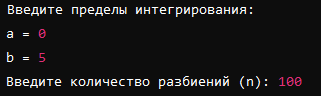 Введите пределы интегрирования:
a = 0
b = 5
Введите количество разбиений (n): 100